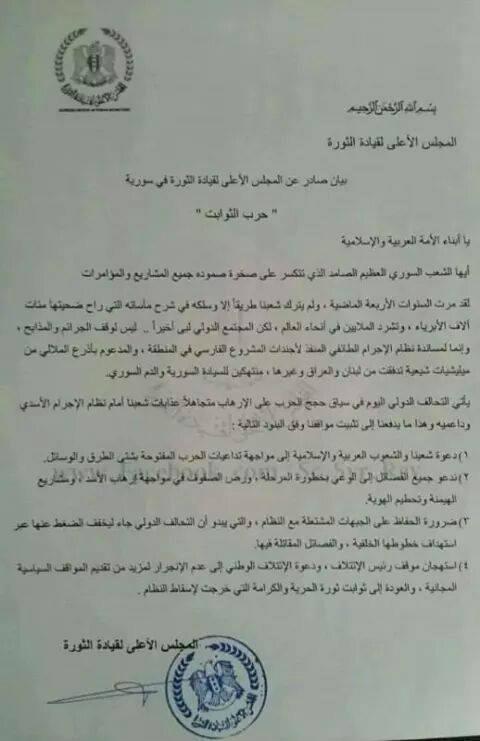 بسم الله الرحمن الرحيم
المجلس الأعلى لقيادة الثورة
بيان صادر عن المجلس الأعلى لقيادة الثورة في سورية
" حرب الثوابت "
يا أبناء الأمة العربية والإسلامية
أيها الشعب السوري العظيم الصامد الذي تتكسر على صخرة صموده جميع المشاريع والمؤامرات
لقد مرت السنوات الأربعة الماضية ، ولم يترك شعبنا طريقاً إلا وسلكه في شرح مأساته التي راح ضحيتها مئات
آلاف الأبرياء ، وتشرد الملايين في أنحاء العالم ، لكن المجتمع الدولي لبى أخيراً .. ليس لوقف الجرائم والمذابح ،
وإنما لمساندة نظام الإجرام الطائفي المنفذ لأجندات المشروع الفارسي في المنطقة ، والمدعوم بأذرع الملالي من
ميليشيات شيعية تدفقت من لبنان والعراق وغيرها ، منتهكين للسيادة السورية والدم السوري.
يأتي التحالف الدولي اليوم في سياق حجج الحرب على الإرهاب متجاهلاً عذابات شعبنا أمام نظام الإجرام الأسدي
وداعميه وهذا ما يدفعنا إلى تثبيت مواقفنا وفق البنود التالية :
١) دعوة شعبنا والشعوب العربية والإسلامية إلى مواجهة تداعيات الحرب المفتوحة بشتى الطرق والوسائل.
٢) ندعو جميع الفصائل إلى الوعي بخطورة المرحلة ، ورص الصفوف في مواجهة إرهاب الأسد ، ومشاريع
الهيمنة وتحطيم الهوية.
٣) ضرورة الحفاظ على الجبهات المشتعلة مع النظام ، والتي يبدو أن التحالف الدولي جاء ليخفف الضغط عنها عبر
استهداف خطوطها الخلفية ، والفصائل المقاتلة فيها.
٤) استهجان موقف رئيس الإئتلاف ، ودعوة الإئتلاف الوطني إلى عدم الإنجرار لمزيد من تقديم المواقف السياسية
المجانية ، والعودة إلى ثوابت ثورة الحرية والكرامة التي خرجت لإسقاط النظام .
المجلس الأعلى لقيادة الثورة